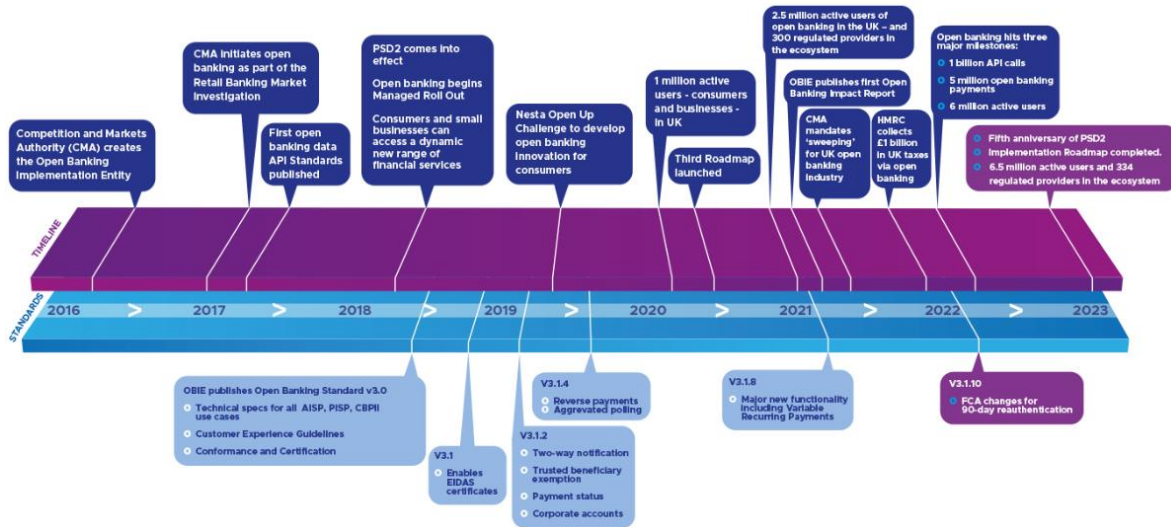 Competition and Markets
Authority (CMA) creates
the Open Banking
Implementation Entity
CMA initiates open
banking as part of the
Retail Banking Market
Investigation
First open
banking data
API Standards
published
PSD2 comes into
effect
Open banking begins
Managed Roll Out
Consumers and small
businesses can
access a dynamic
new range of
financial services
Nesta Open Up
Challenge to develop
open banking
Innovation for
consumers
1 million active
users - consumers
and businesses -
in UK
Third Roadmap
launched
2.5 million active users of
open banking in the UK – and
300 regulated providers in
the ecosystem
OBIE publishes first Open
Banking Impact Report
CMA
mandates
‘sweeping’
for UK open
banking
Industry
HMRC
collects
£1 billion
in UK taxes
via open
banking
Open banking hits three
major milestones:
1 billion API calls
5 million open banking
payments
6 million active users
Fifth anniversary of PSD2
Implementation Roadmap completed.
6.5 million active users and 334
regulated providers in the ecosystem
TIMELINE
STANDARDS
2016 > 2017 > 2018 > 2019 > 2020 > 2021 > 2022 > 2023
OBIE publishes Open Banking Standard v3.0
Technical specs for all AISP, PISP, CBPII
use cases
Customer Experience Guidelines
Conformance and Certification
V3.1
Enables
EIDAS
certificates
V3.1.2
Two-way notification
Trusted beneficiary
exemption
Payment status
Corporate accounts
V3.1.4
Reverse payments
Aggrevated polling
V3.1.8
Major new functionality
including Variable
Recurring Payments
V3.1.10
FCA changes for
90-day reauthentication